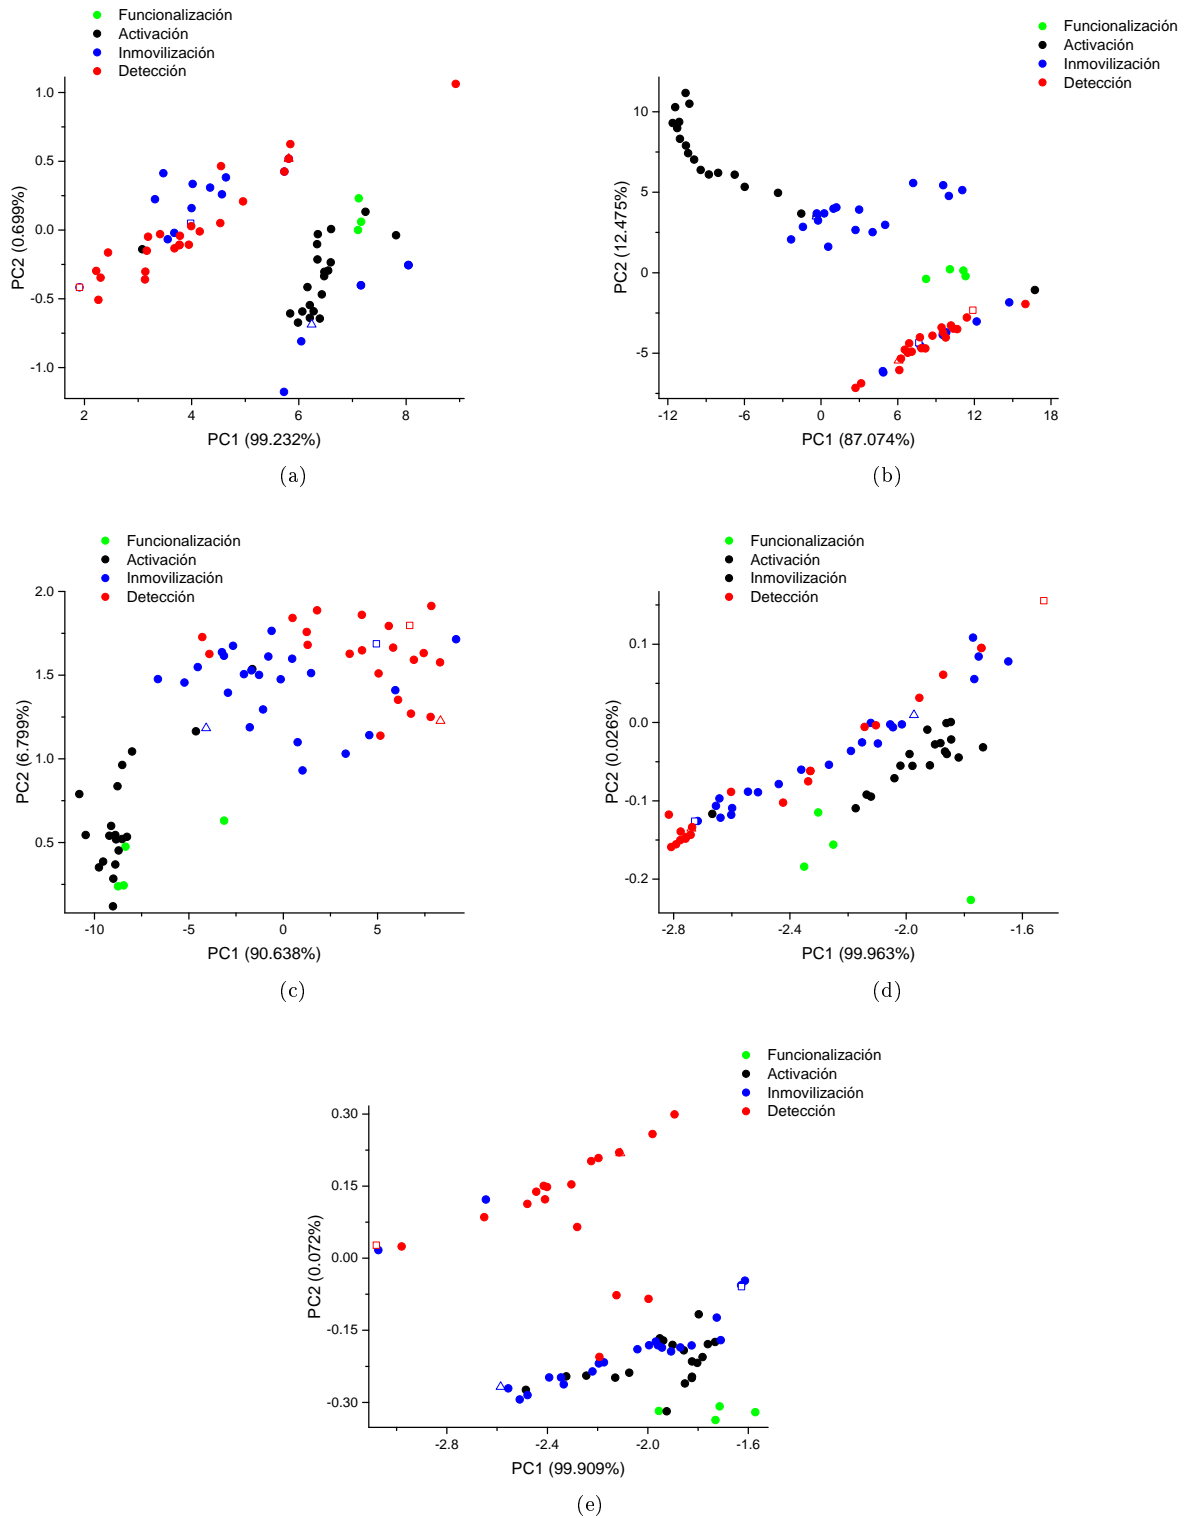 Funcionalización
Activación
Inmovilización
Detección
1.0
0.5
0.0
-0.5
-1.0
PC2 (0.699%)
2
4
6
8
PC1 (99.232%)
(a)
Funcionalización
Activación
Inmovilización
Detección
10
5
0
-5
PC2 (12.475%)
-12
-6
0
6
12
18
PC1 (87.074%)
(b)
Funcionalización
Activación
Inmovilización
Detección
2.0
1.5
1.0
0.5
PC2 (6.799%)
-10
-5
0
5
PC1 (90.638%)
(c)
Funcionalización
Activación
Inmovilización
Detección
0.1
0.0
-0.1
-0.2
PC2 (0.026%)
-2.8
-2.4
-2.0
-1.6
PC1 (99.963%)
(d)
Funcionalización
Activación
Inmovilización
Detección
0.30
0.15
0.00
-0.15
-0.30
PC2 (0.072%)
-2.8
-2.4
-2.0
-1.6
PC1 (99.909%)
(e)